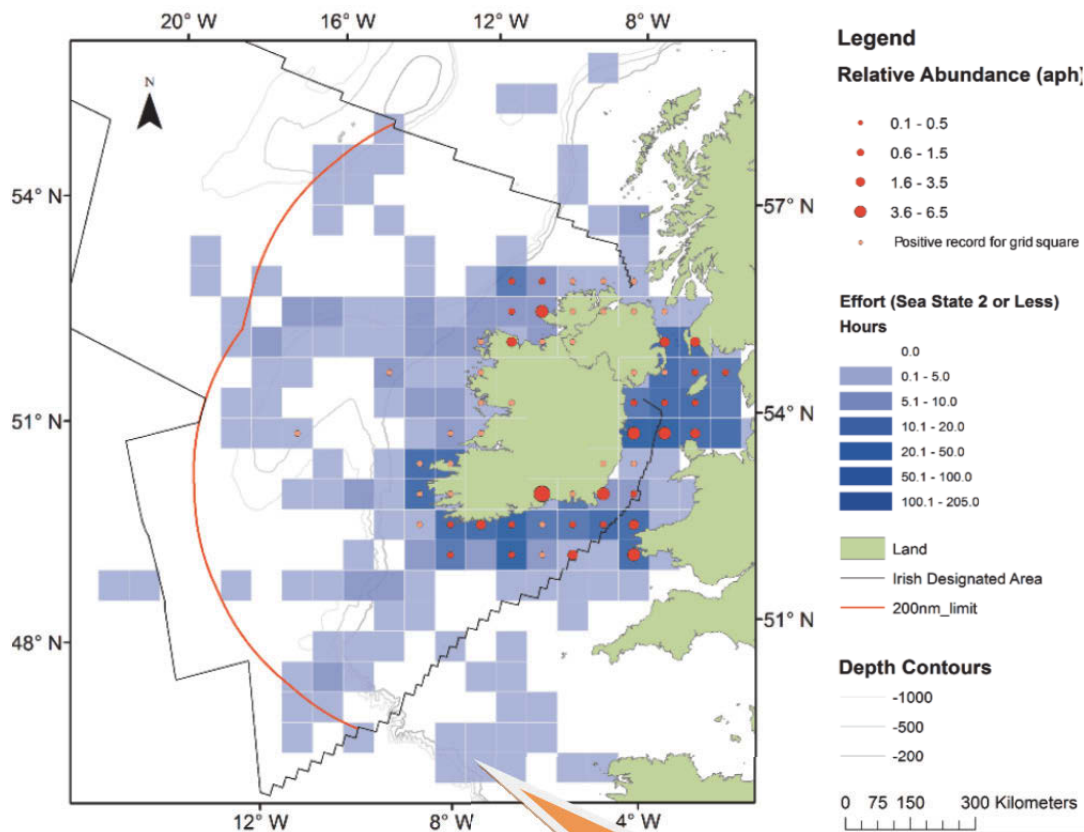 20° W 16° W 12° W 8° W
N
54° N
51° N
48° N
57° N
54° N
51° N
12° W 8° W 4° W
Legend
Relative Abundance (aph)
0.1 - 0.5
0.6 - 1.5
1.6 - 3.5
3.6 - 6.5
Positive record for grid square
Effort (Sea State 2 or Less)
Hours
0.0
0.1 - 5.0
5.1 - 10.0
10.1 - 20.0
20.1 - 50.0
50.1 - 100.0
100.1 - 205.0
Land
Irish Designated Area
200nm_limit
Depth Contours
-1000
-500
-200
0 75 150 300 Kilometers